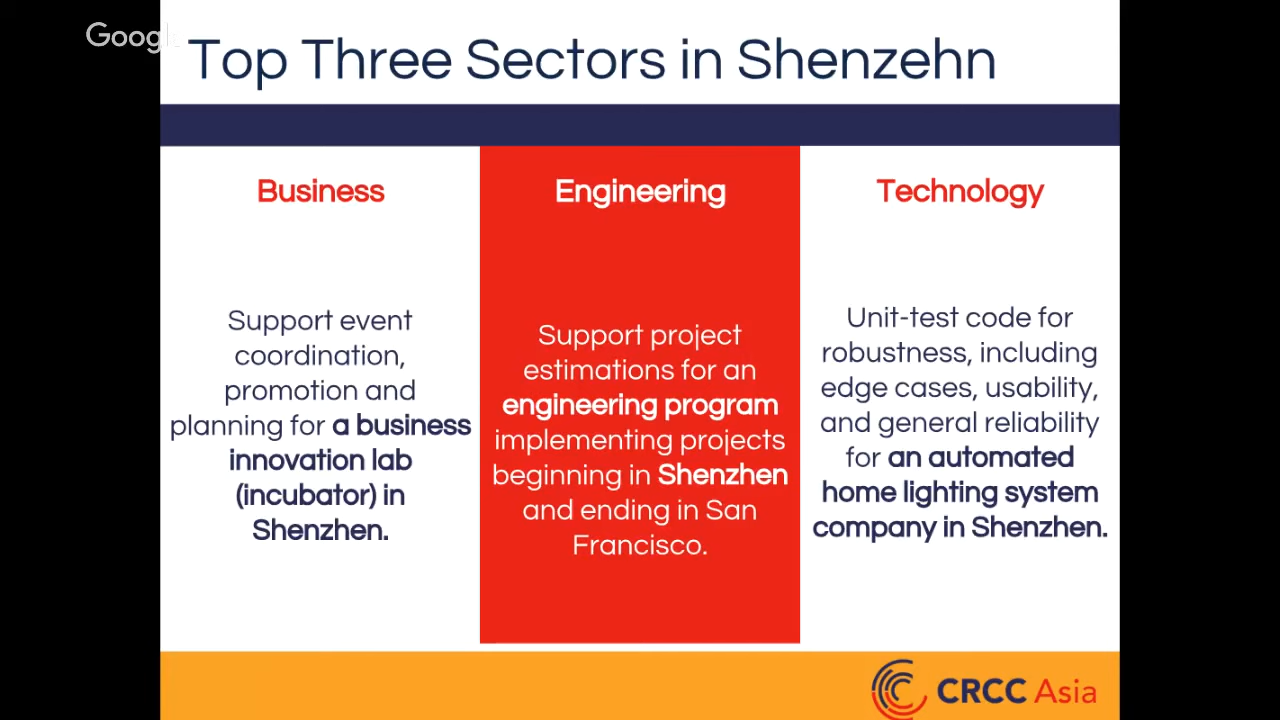 Google
Top Three Sectors in Shenzehn
Business
Support event
coordination,
promotion and
planning for a business
innovation lab
(incubator) in
Shenzhen.
Engineering
Support project
estimations for an
engineering program
implementing projects
beginning in Shenzhen
and ending in San
Francisco.
Technology
Unit-test code for
robustness, including
edge cases, usability,
and general reliability
for an automated
home lighting system
company in Shenzhen.
CRCC Asia